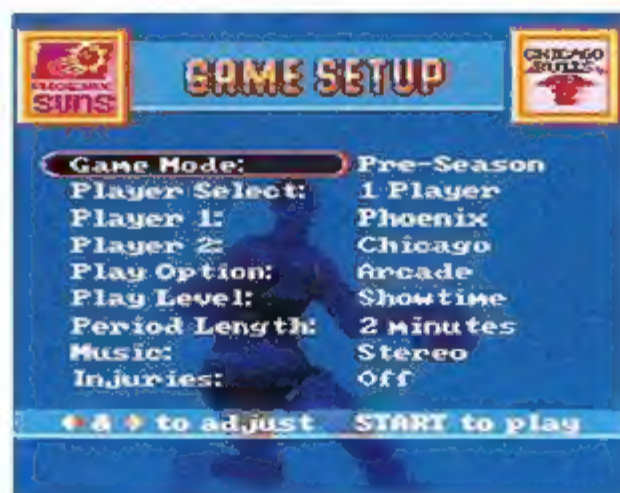 PHOENIX
SUNS
GAME SETUP
CHICAGO
BULLS
Game Mode: Pre-Season
Player Select: 1 Player
Player 1: Phoenix
Player 2: Chicago
Play Option: Arcade
Play Level: Showtime
Period Length: 2 minutes
Music: Stereo
Injuries: Off
& to adjust START to play